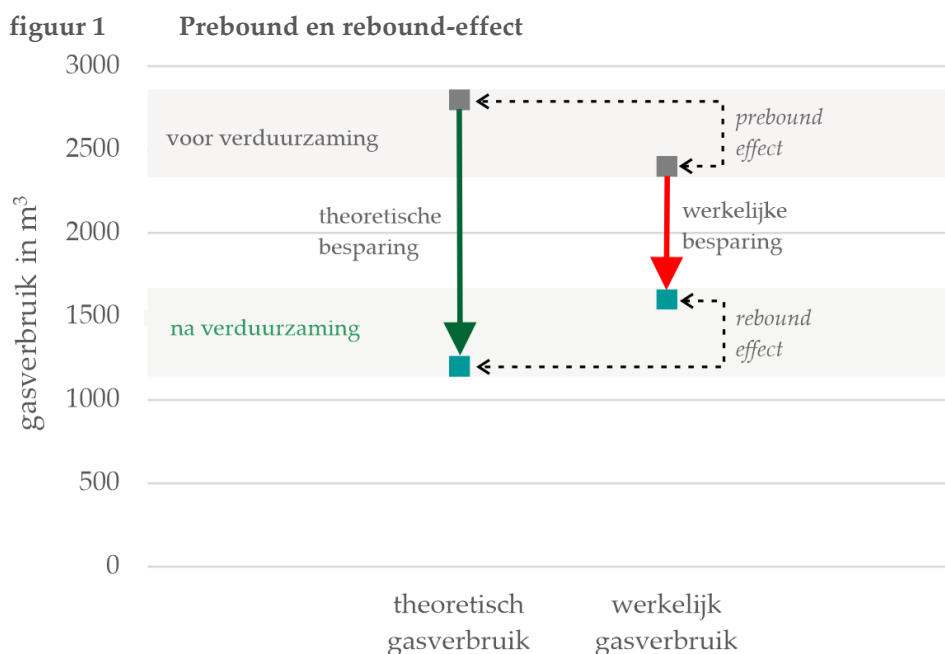 figuur 1 Prebound en rebound-effect
gasverbruik in m³
3000
2500
2000
1500
1000
500
0
voor verduurzaming
prebound
effect
theoretische
besparing
werkelijke
besparing
na verduurzaming
rebound
effect
theoretisch
gasverbruik
werkelijk
gasverbruik